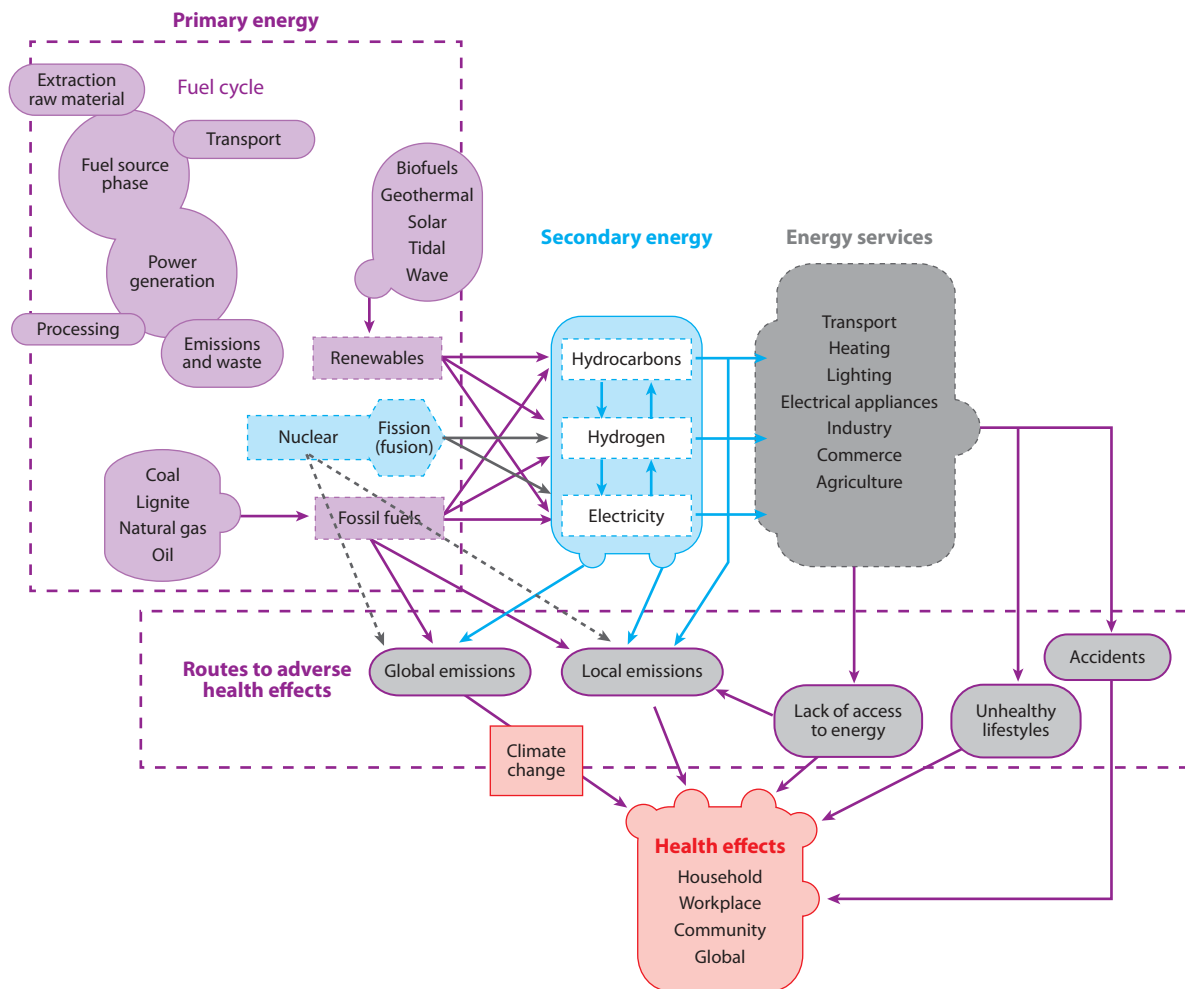 Primary energy
Extraction
raw material
Fuel cycle
Transport
Fuel source
phase
Power
generation
Processing
Emissions
and waste
Biofuels
Geothermal
Solar
Tidal
Wave
Renewables
Nuclear
Fission
(fusion)
Coal
Lignite
Natural gas
Oil
Fossil fuels
Secondary energy
Hydrocarbons
Hydrogen
Electricity
Energy services
Transport
Heating
Lighting
Electrical appliances
Industry
Commerce
Agriculture
Routes to adverse
health effects
Global emissions
Local emissions
Lack of access
to energy
Unhealthy
lifestyles
Accidents
Climate
change
Health effects
Household
Workplace
Community
Global